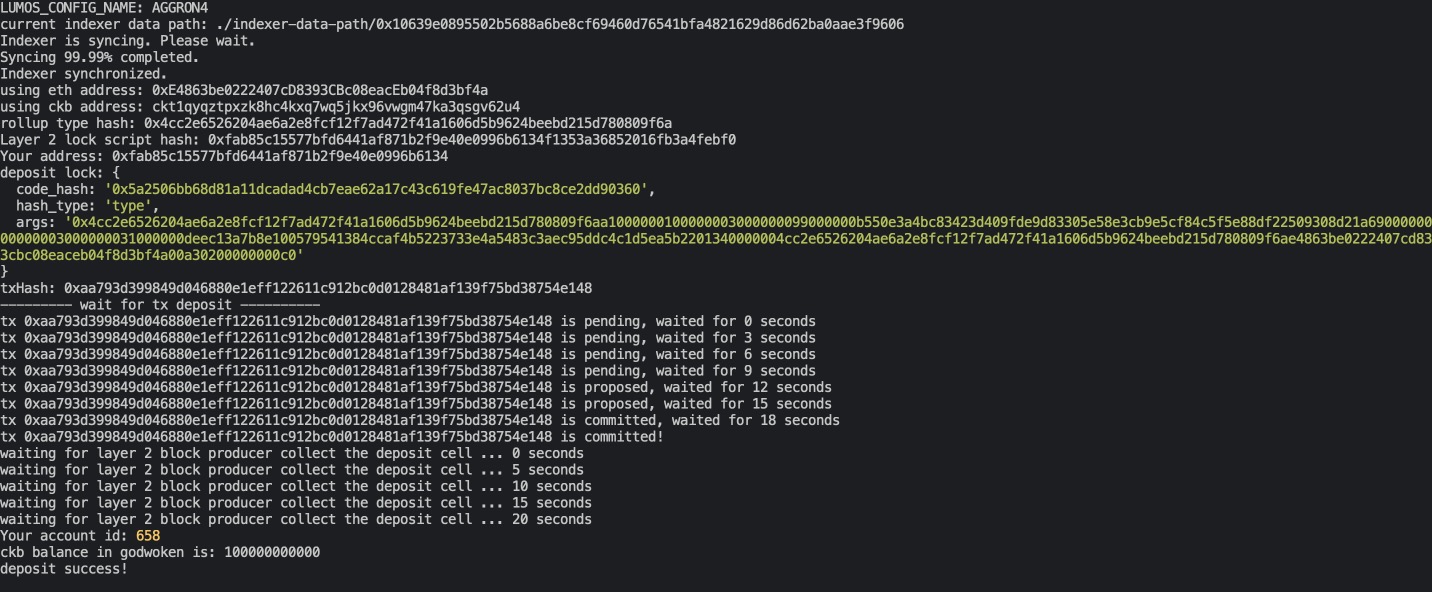 LUMOS_CONFIG_NAME: AGGRON4
current indexer data path: ./indexer-data-path/0x10639e0895502b5688a6be8cf69460d76541bfa4821629d86d62ba0aae3f9606
Indexer is syncing. Please wait.
Syncing 99.99% completed.
Indexer synchronized.
using eth address: 0xE4863be0222407cD8393CBc08eacEb04f8d3bf4a
using ckb address: ckt1qyqztpxzk8hc4kxq7wq5jkx96vwgm47ka3qsgv62u4
rollup type hash: 0x4cc2e6526204ae6a2e8fcf12f7ad472f41a1606d5b9624beebd215d780809f6a
Layer 2 lock script hash: 0xfab85c15577bfd6441af871b2f9e40e0996b6134f1353a36852016fb3a4febf0
Your address: 0xfab85c15577bfd6441af871b2f9e40e0996b6134
deposit lock: {
  code_hash: '0x5a2506bb68d81a11dcadad4cb7eae62a17c43c619fe47ac8037bc8ce2dd90360',
  hash_type: 'type',
  args: '0x4cc2e6526204ae6a2e8fcf12f7ad472f41a1606d5b9624beebd215d780809f6aa10000001000000030000000099000000b550e3a4bc83423d409fde9d83305e58e3cb9e5cf84c5f5e88df22509308d21a69000000
0000000003000000031000000deec13a7b8e100579541384ccaf4b5223733e4a5483c3aec95ddc4c1d5ea5b2201340000004cc2e6526204ae6a2e8fcf12f7ad472f41a1606d5b9624beebd215d780809f6ae4863be0222407cd83
3cbc08eaceb04f8d3bf4a00a30200000000c0'
}
txHash: 0xaa793d399849d046880e1eff122611c912bc0d0128481af139f75bd38754e148
--------- wait for tx deposit ----------
tx 0xaa793d399849d046880e1eff122611c912bc0d0128481af139f75bd38754e148 is pending, waited for 0 seconds
tx 0xaa793d399849d046880e1eff122611c912bc0d0128481af139f75bd38754e148 is pending, waited for 3 seconds
tx 0xaa793d399849d046880e1eff122611c912bc0d0128481af139f75bd38754e148 is pending, waited for 6 seconds
tx 0xaa793d399849d046880e1eff122611c912bc0d0128481af139f75bd38754e148 is pending, waited for 9 seconds
tx 0xaa793d399849d046880e1eff122611c912bc0d0128481af139f75bd38754e148 is proposed, waited for 12 seconds
tx 0xaa793d399849d046880e1eff122611c912bc0d0128481af139f75bd38754e148 is proposed, waited for 15 seconds
tx 0xaa793d399849d046880e1eff122611c912bc0d0128481af139f75bd38754e148 is committed, waited for 18 seconds
tx 0xaa793d399849d046880e1eff122611c912bc0d0128481af139f75bd38754e148 is committed!
waiting for layer 2 block producer collect the deposit cell ... 0 seconds
waiting for layer 2 block producer collect the deposit cell ... 5 seconds
waiting for layer 2 block producer collect the deposit cell ... 10 seconds
waiting for layer 2 block producer collect the deposit cell ... 15 seconds
waiting for layer 2 block producer collect the deposit cell ... 20 seconds
Your account id: 658
ckb balance in godwoken is: 100000000000
deposit success!